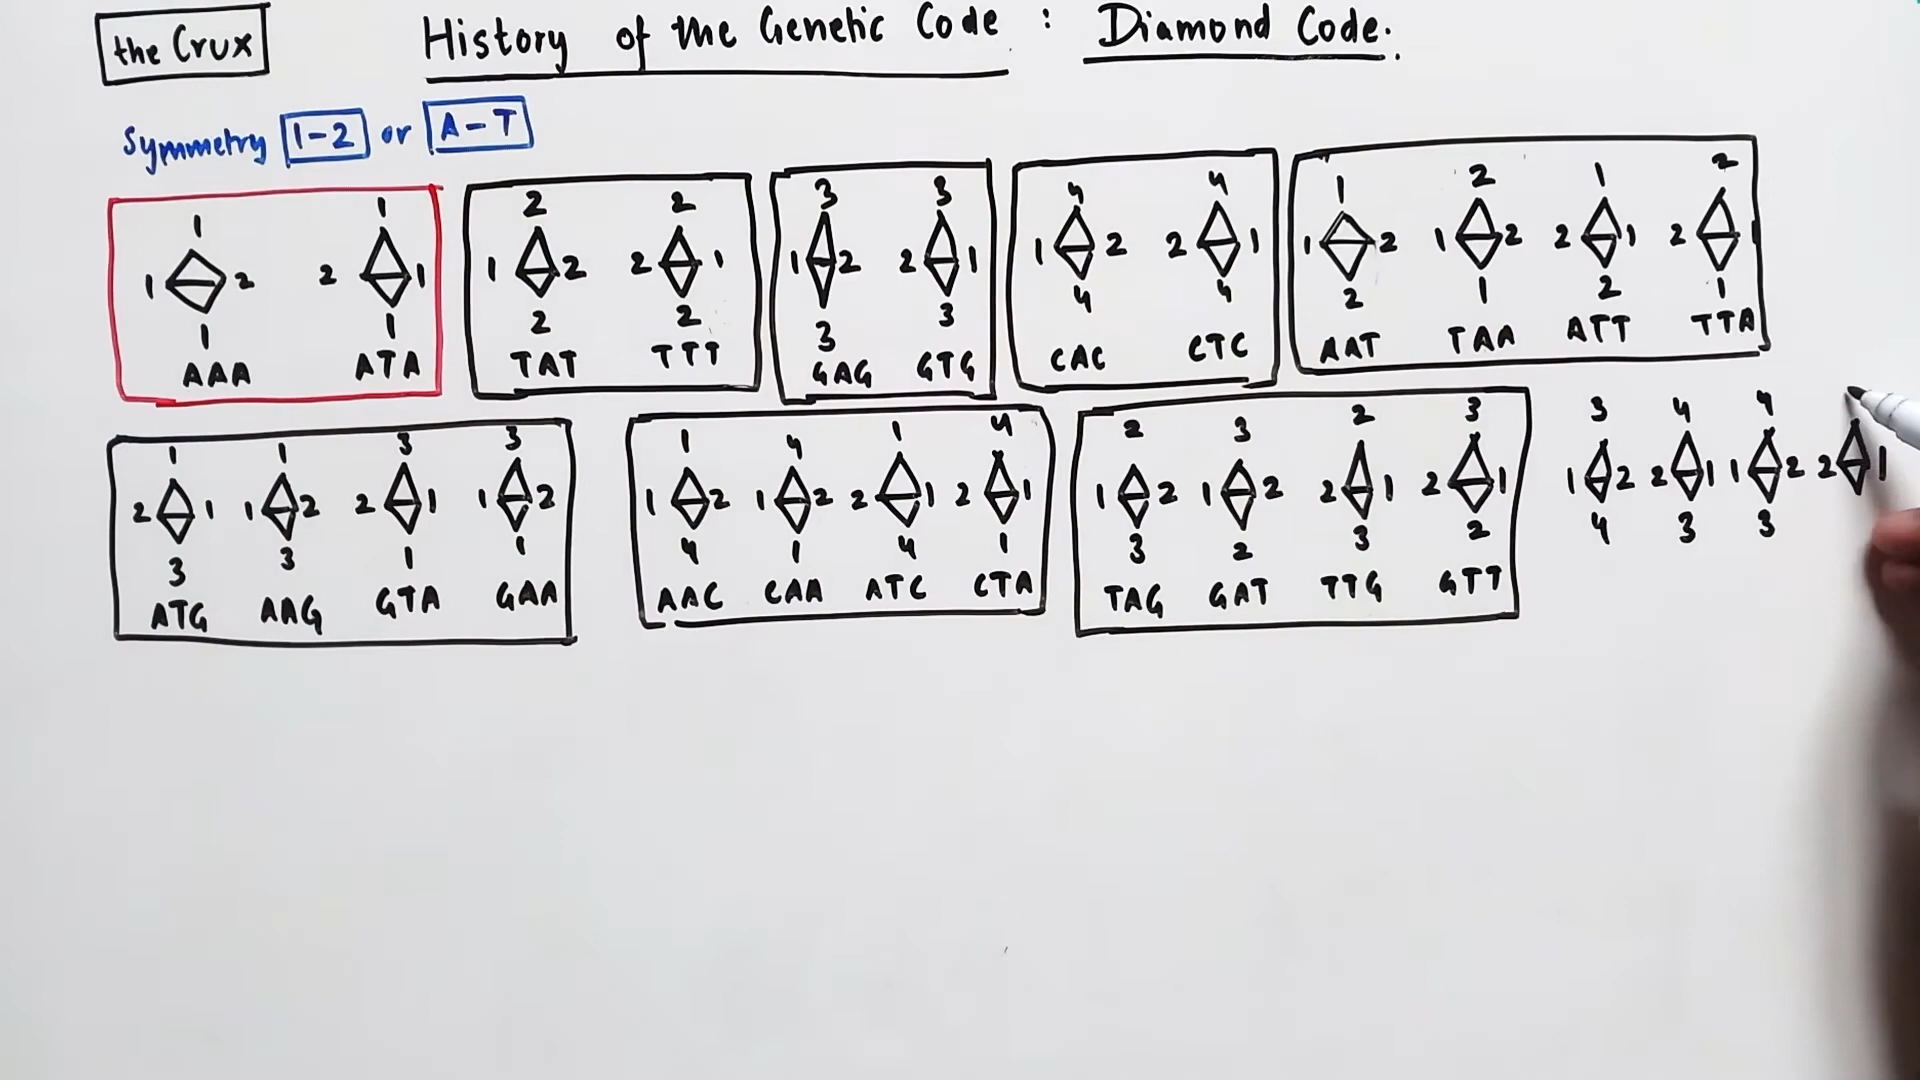 the Crux
History of the Genetic Code : Diamond Code.
Symmetry 1-2 or A-T
1 1 2 2 3 3 4 4 1 2 1 2
1 2 2 1 1 2 2 1 1 2 2 1 1 2 2 1 1 2 1 2 2 1 2 1
1 1 2 2 3 3 4 4 2 1 2 1
AAA ATA TAT TTT GAG GTG CAC CTC AAT TAA ATT TTA
1 1 3 3 1 4 1 4 2 3 2 3 3 4 4
2 1 1 2 2 1 1 2 1 2 1 2 2 1 2 1 1 2 1 2 2 1 2 1 1 2 2 1 1 2 2 1
3 3 1 1 4 1 4 1 3 2 3 2 4 3 3
ATG AAG GTA GAA AAC CAA ATC CTA TAG GAT TTG GTT